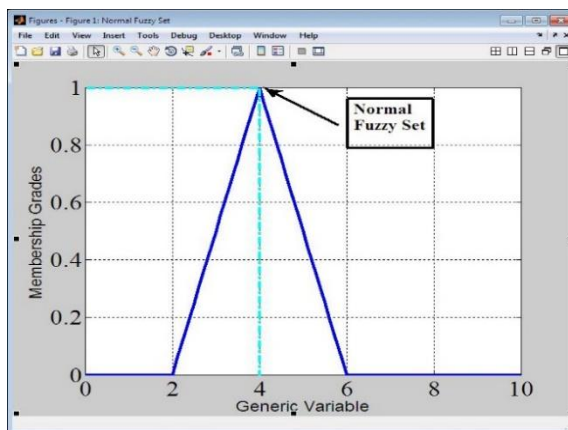 Figures - Figure 1: Normal Fuzzy Set
File Edit View Insert Tools Debug Desktop Window Help
Normal
Fuzzy Set
1
0.8
0.6
0.4
0.2
0
0 2 4 6 8 10
Membership Grades
Generic Variable